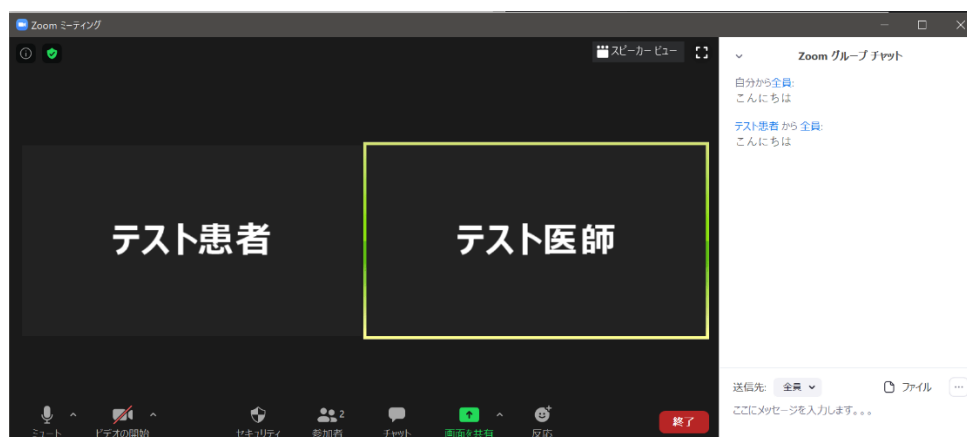 Zoom ミーティング
スピーカー ビュー
テスト患者
テスト医師
ミュート
ビデオの開始
セキュリティ
参加者
2
チャット
画面を共有
反応
終了
Zoom グループ チャット
自分から全員:
こんにちは
テスト患者 から 全員:
こんにちは
送信先: 全員
ファイル
ここにメッセージを入力します。。。